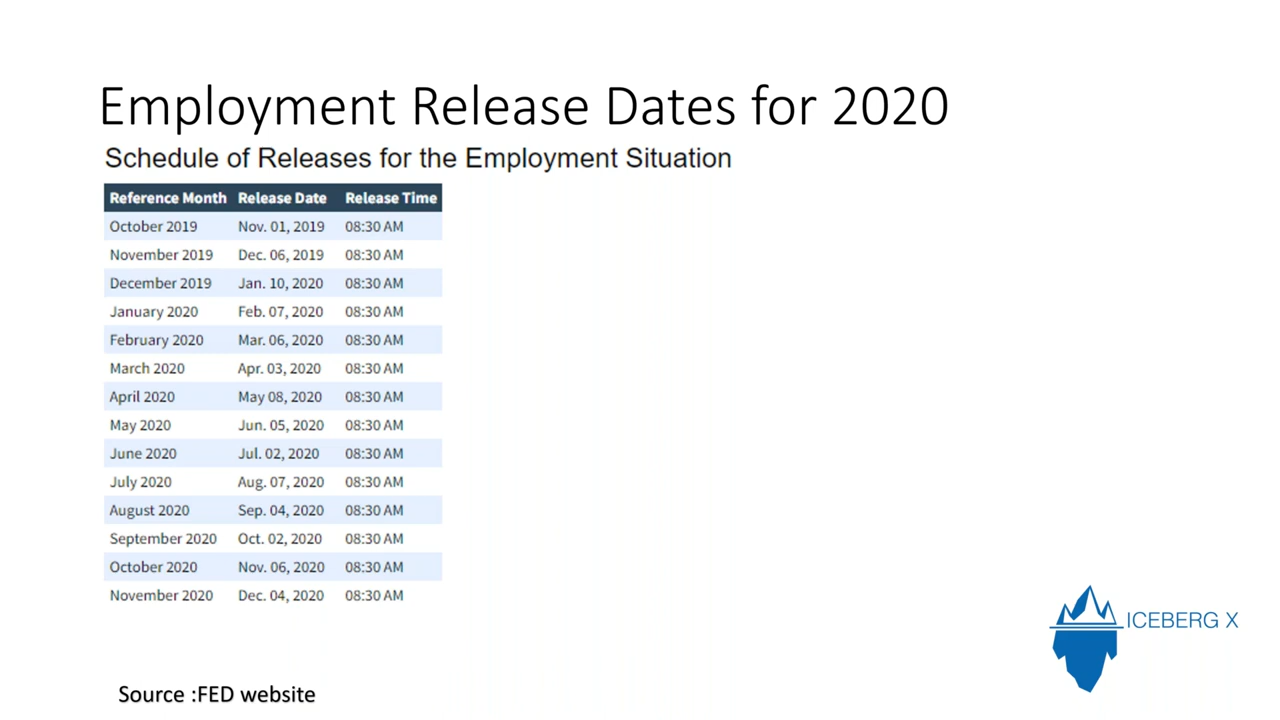 Employment Release Dates for 2020
Schedule of Releases for the Employment Situation
Reference Month Release Date Release Time
October 2019 Nov. 01, 2019 08:30 AM
November 2019 Dec. 06, 2019 08:30 AM
December 2019 Jan. 10, 2020 08:30 AM
January 2020 Feb. 07, 2020 08:30 AM
February 2020 Mar. 06, 2020 08:30 AM
March 2020 Apr. 03, 2020 08:30 AM
April 2020 May 08, 2020 08:30 AM
May 2020 Jun. 05, 2020 08:30 AM
June 2020 Jul. 02, 2020 08:30 AM
July 2020 Aug. 07, 2020 08:30 AM
August 2020 Sep. 04, 2020 08:30 AM
September 2020 Oct. 02, 2020 08:30 AM
October 2020 Nov. 06, 2020 08:30 AM
November 2020 Dec. 04, 2020 08:30 AM
ICEBERG X
Source :FED website